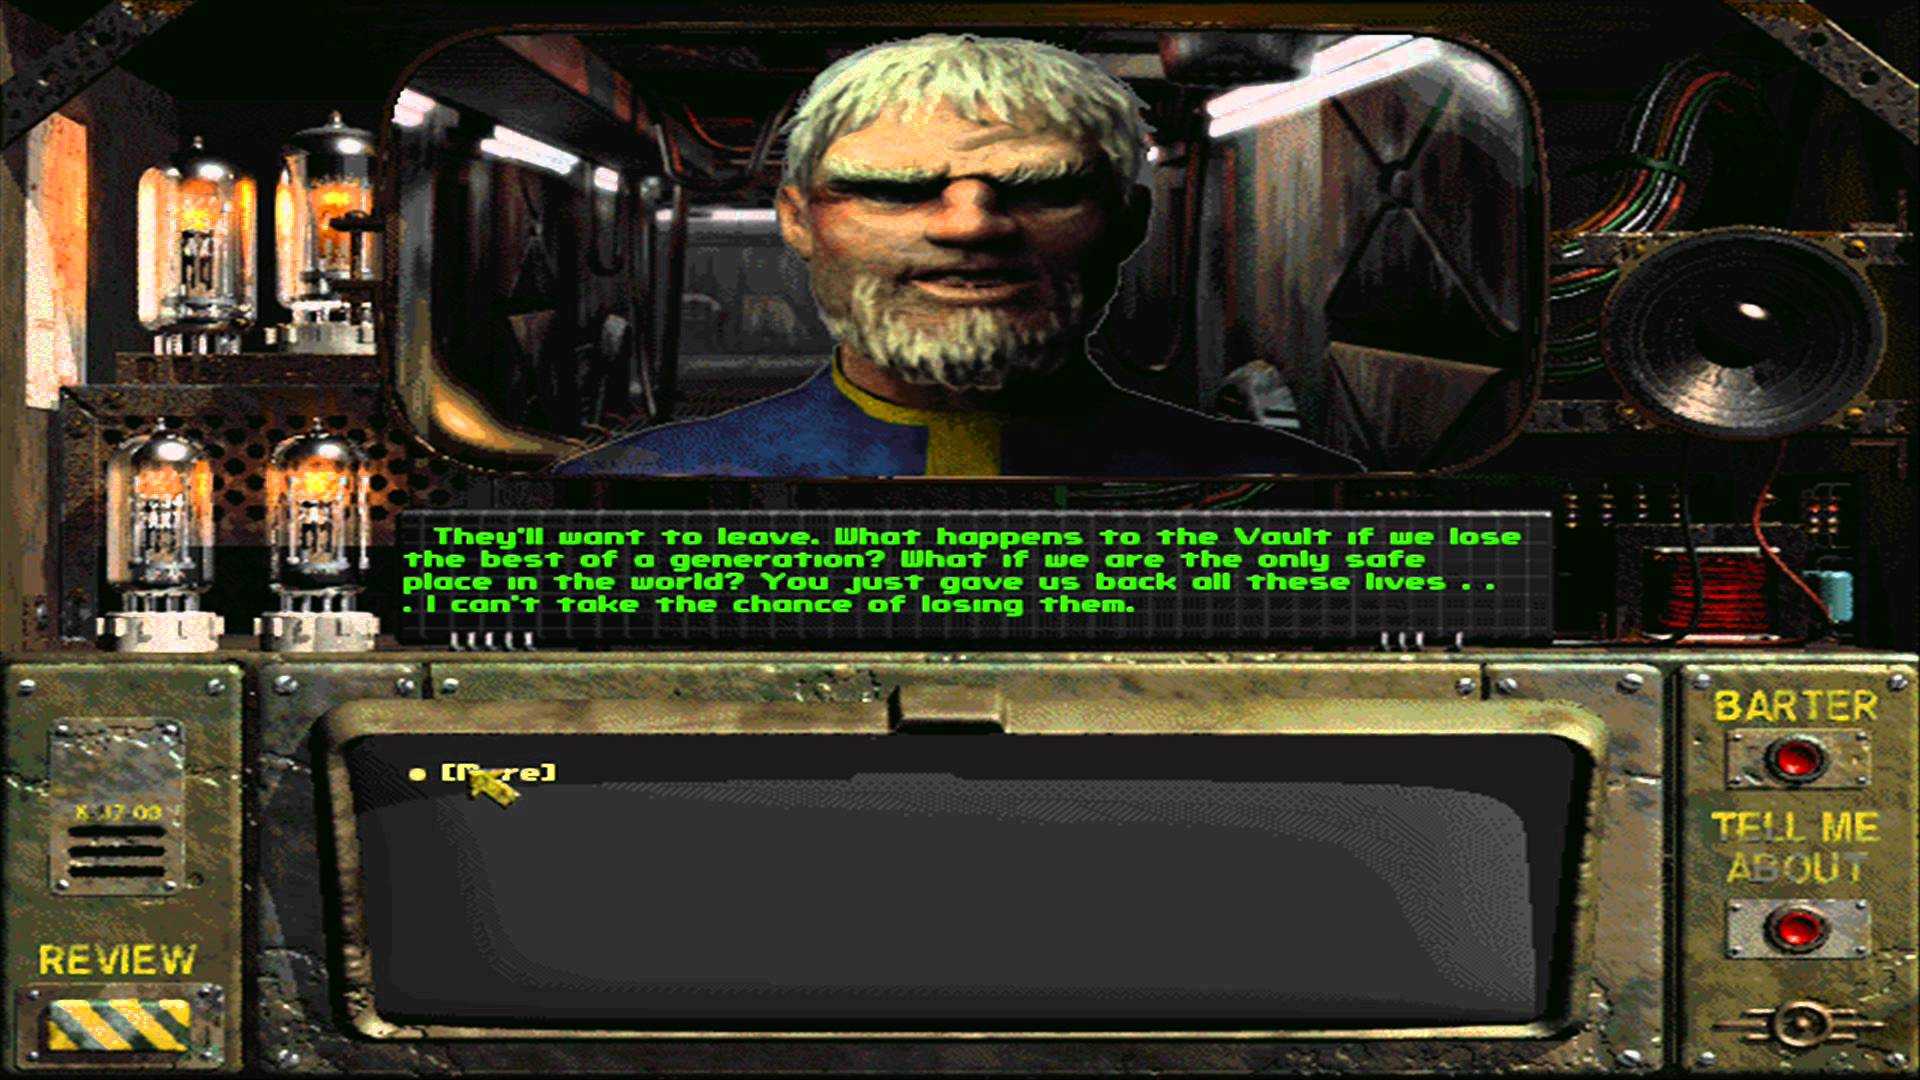 They'll want to leave. What happens to the Vault if we lose
the best of a generation? What if we are the only safe
place in the world? You just gave us back all these lives . .
. I can't take the chance of losing them.
[More]
BARTER
TELL ME
ABOUT
REVIEW